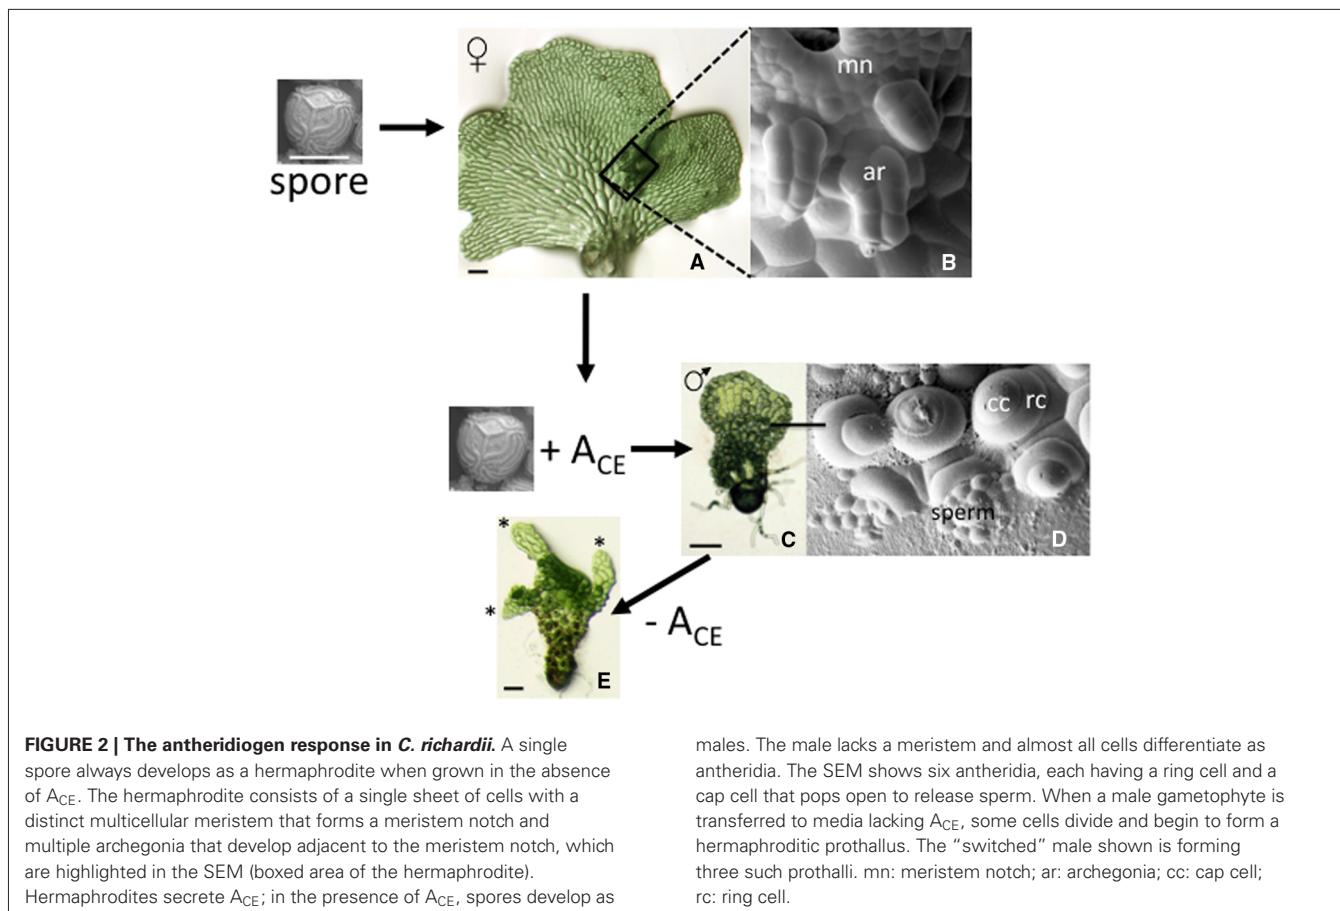 ♀
mn
ar
spore
A
B
♂
cc rc
+ A_CE
sperm
C
D
*
*
*
- A_CE
E
FIGURE 2 | The antheridiogen response in C. richardii. A single
spore always develops as a hermaphrodite when grown in the absence
of A_CE. The hermaphrodite consists of a single sheet of cells with a
distinct multicellular meristem that forms a meristem notch and
multiple archegonia that develop adjacent to the meristem notch, which
are highlighted in the SEM (boxed area of the hermaphrodite).
Hermaphrodites secrete A_CE; in the presence of A_CE, spores develop as
males. The male lacks a meristem and almost all cells differentiate as
antheridia. The SEM shows six antheridia, each having a ring cell and a
cap cell that pops open to release sperm. When a male gametophyte is
transferred to media lacking A_CE, some cells divide and begin to form a
hermaphroditic prothallus. The “switched” male shown is forming
three such prothalli. mn: meristem notch; ar: archegonia; cc: cap cell;
rc: ring cell.